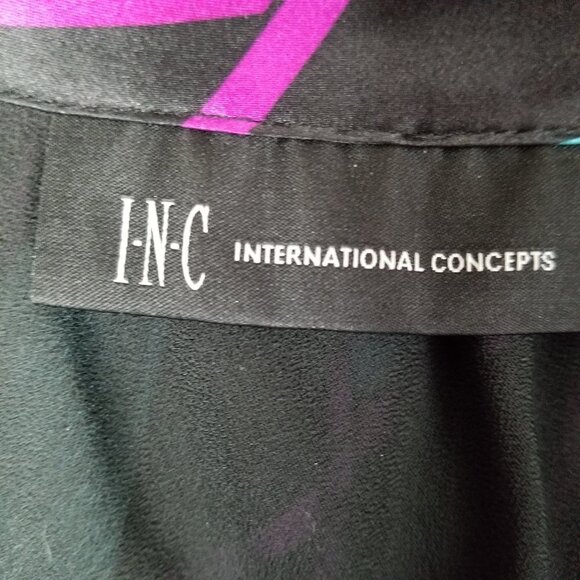 I·N·C INTERNATIONAL CONCEPTS